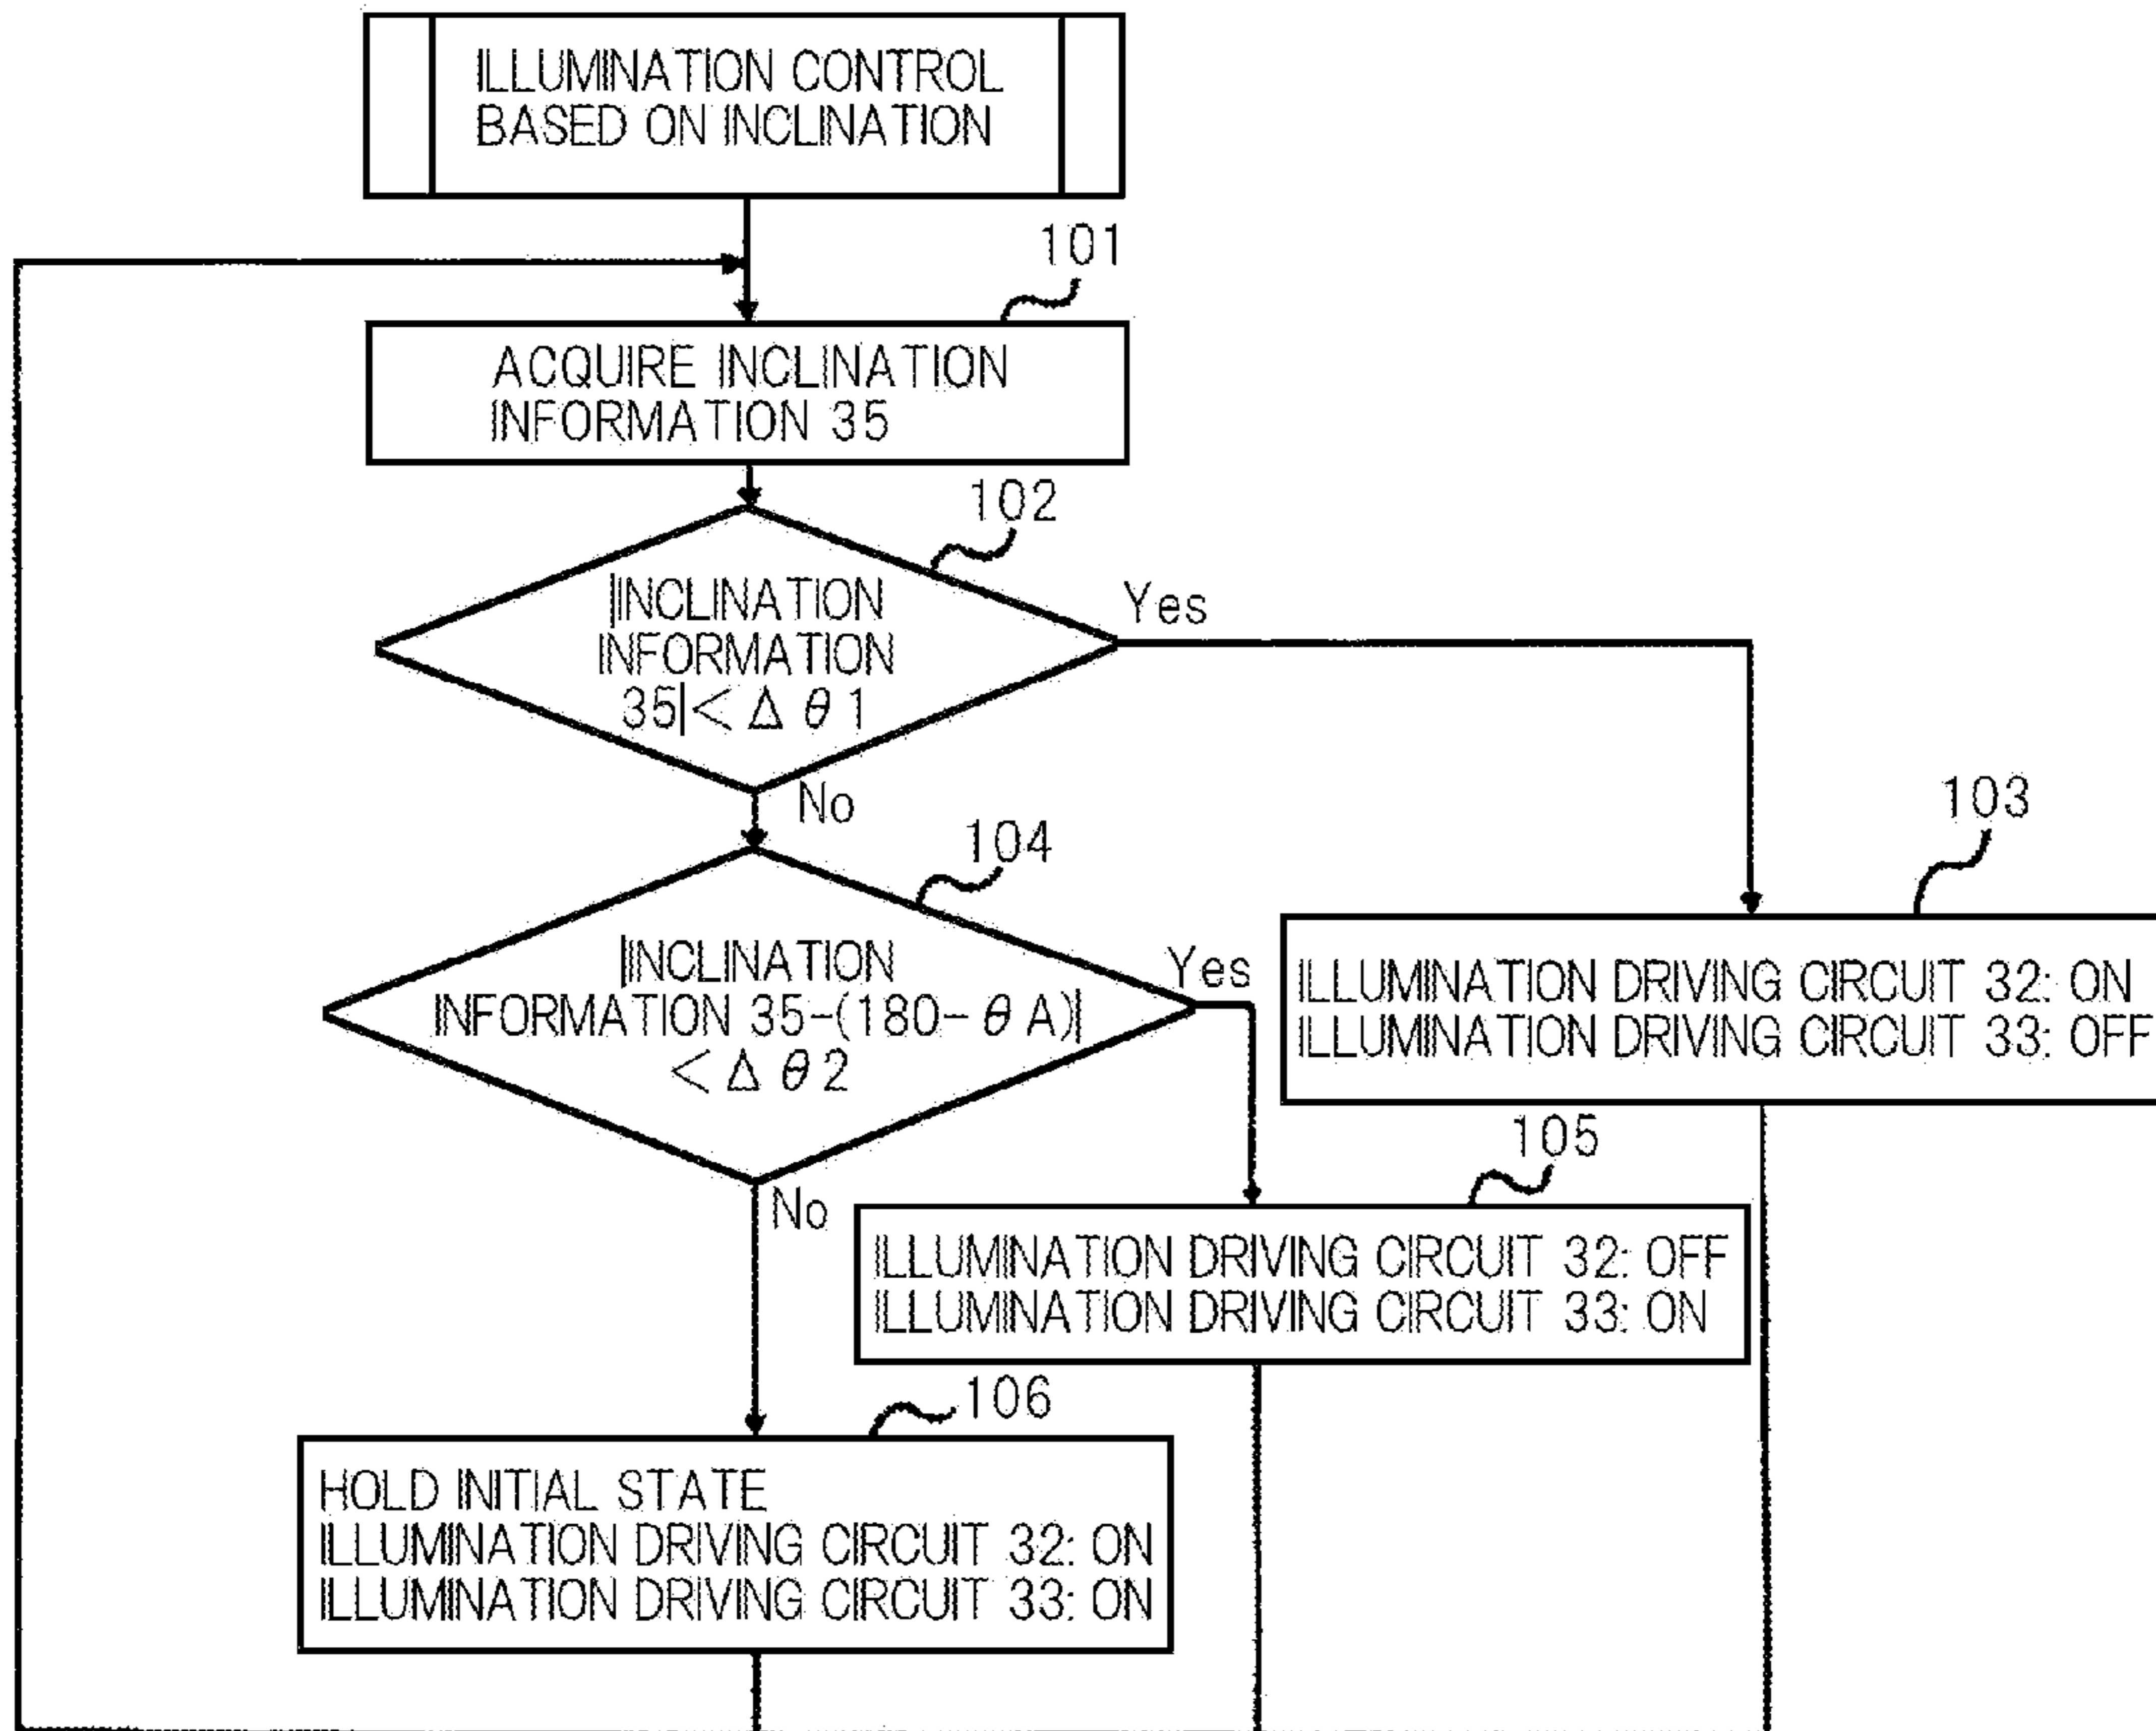 ILLUMINATION CONTROL
BASED ON INCLINATION
101
ACQUIRE INCLINATION
INFORMATION 35
102
|INCLINATION
INFORMATION
35|< Δ θ 1
Yes
No
103
ILLUMINATION DRIVING CIRCUIT 32: ON
ILLUMINATION DRIVING CIRCUIT 33: OFF
104
|INCLINATION
INFORMATION 35-(180- θ A)|
< Δ θ 2
Yes
No
105
ILLUMINATION DRIVING CIRCUIT 32: OFF
ILLUMINATION DRIVING CIRCUIT 33: ON
106
HOLD INITIAL STATE
ILLUMINATION DRIVING CIRCUIT 32: ON
ILLUMINATION DRIVING CIRCUIT 33: ON